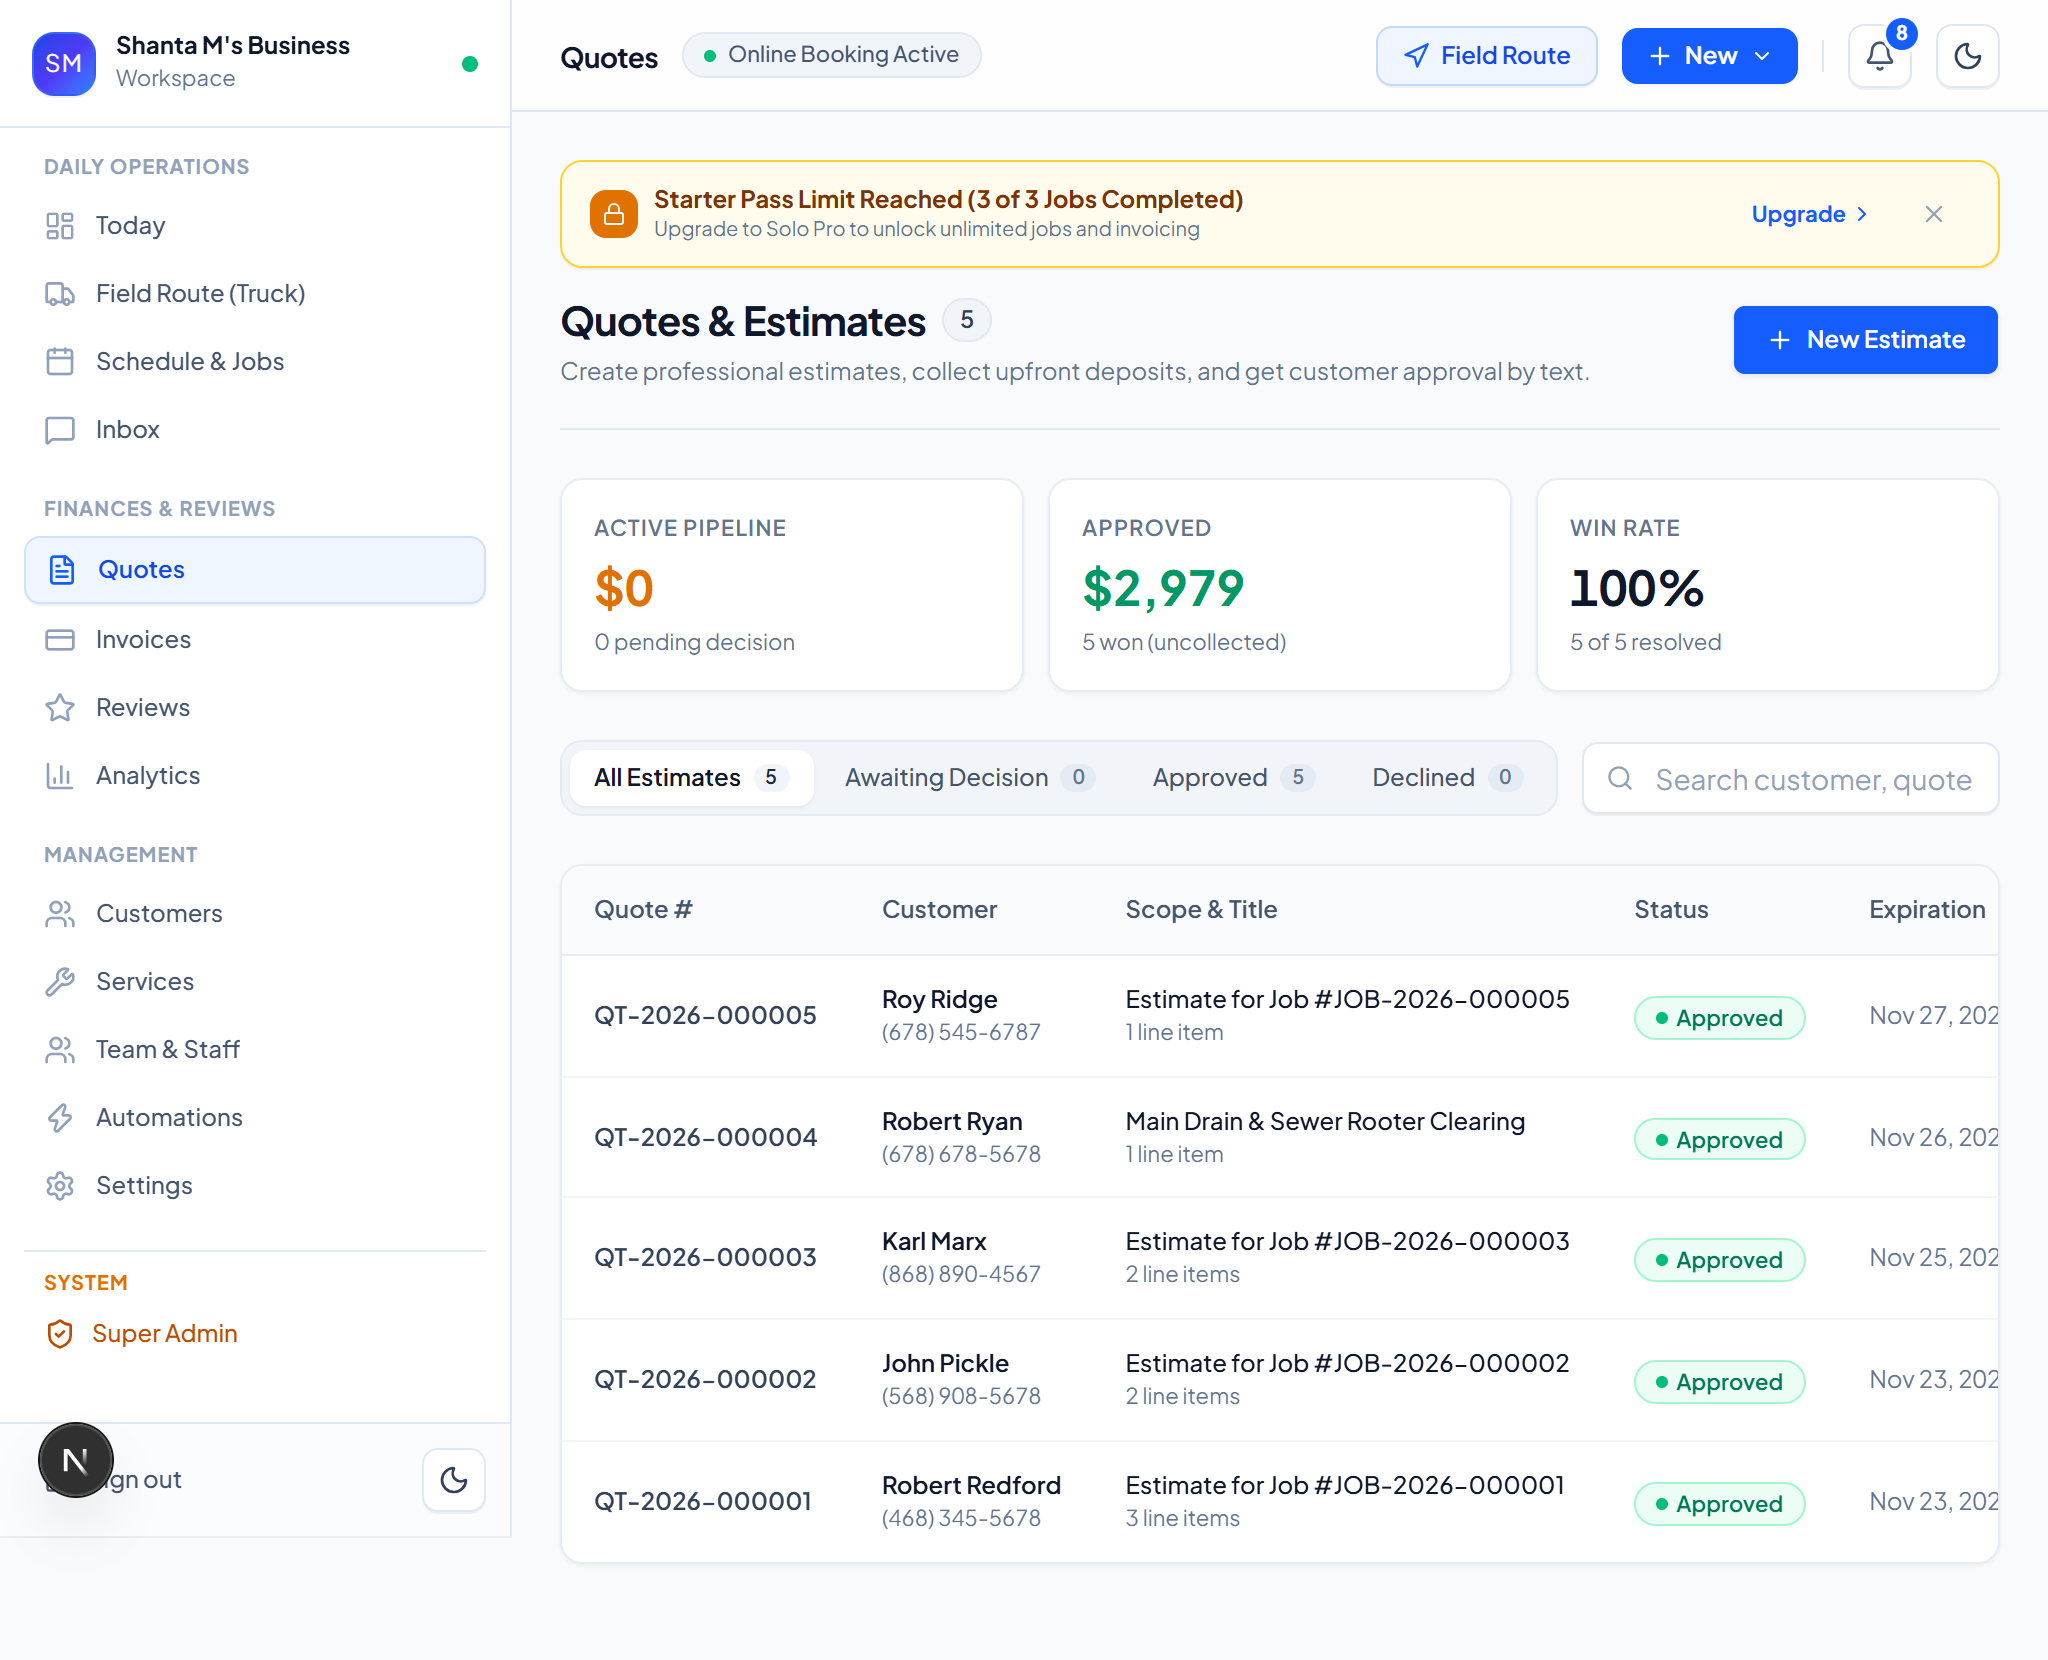 SM
Shanta M's Business
Workspace
DAILY OPERATIONS
Today
Field Route (Truck)
Schedule & Jobs
Inbox
FINANCES & REVIEWS
Quotes
Invoices
Reviews
Analytics
MANAGEMENT
Customers
Services
Team & Staff
Automations
Settings
SYSTEM
Super Admin
N
gn out
Quotes
Online Booking Active
Field Route
New
8
Starter Pass Limit Reached (3 of 3 Jobs Completed)
Upgrade to Solo Pro to unlock unlimited jobs and invoicing
Upgrade
Quotes & Estimates 5
Create professional estimates, collect upfront deposits, and get customer approval by text.
New Estimate
ACTIVE PIPELINE
$0
0 pending decision
APPROVED
$2,979
5 won (uncollected)
WIN RATE
100%
5 of 5 resolved
All Estimates 5 Awaiting Decision 0 Approved 5 Declined 0
Search customer, quote
Quote # Customer Scope & Title Status Expiration
QT-2026-000005 Roy Ridge Estimate for Job #JOB-2026-000005 Approved Nov 27, 202
(678) 545-6787 1 line item
QT-2026-000004 Robert Ryan Main Drain & Sewer Rooter Clearing Approved Nov 26, 202
(678) 678-5678 1 line item
QT-2026-000003 Karl Marx Estimate for Job #JOB-2026-000003 Approved Nov 25, 202
(868) 890-4567 2 line items
QT-2026-000002 John Pickle Estimate for Job #JOB-2026-000002 Approved Nov 23, 202
(568) 908-5678 2 line items
QT-2026-000001 Robert Redford Estimate for Job #JOB-2026-000001 Approved Nov 23, 202
(468) 345-5678 3 line items